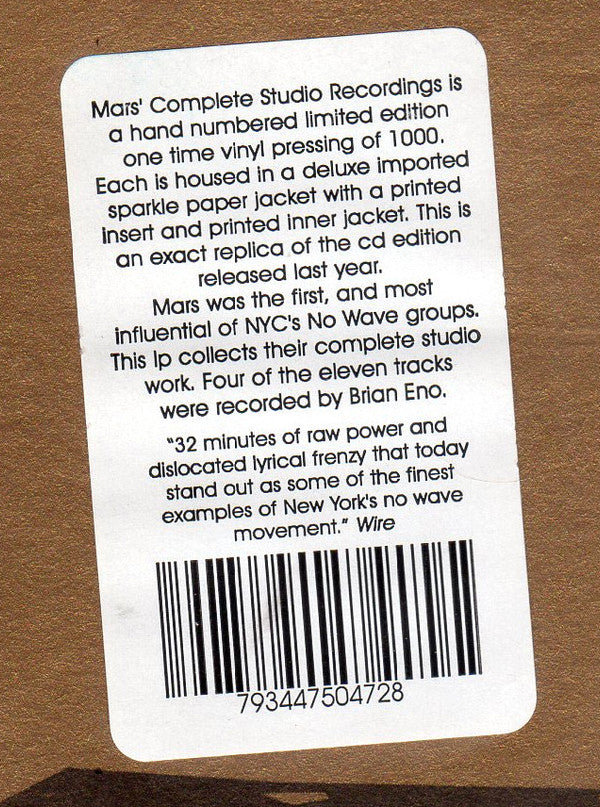 Mars' Complete Studio Recordings is
a hand numbered limited edition
one time vinyl pressing of 1000.
Each is housed in a deluxe imported
sparkle paper jacket with a printed
insert and printed inner jacket. This is
an exact replica of the cd edition
released last year.
Mars was the first, and most
influential of NYC's No Wave groups.
This lp collects their complete studio
work. Four of the eleven tracks
were recorded by Brian Eno.
"32 minutes of raw power and
dislocated lyrical frenzy that today
stand out as some of the finest
examples of New York's no wave
movement." Wire
793447504728